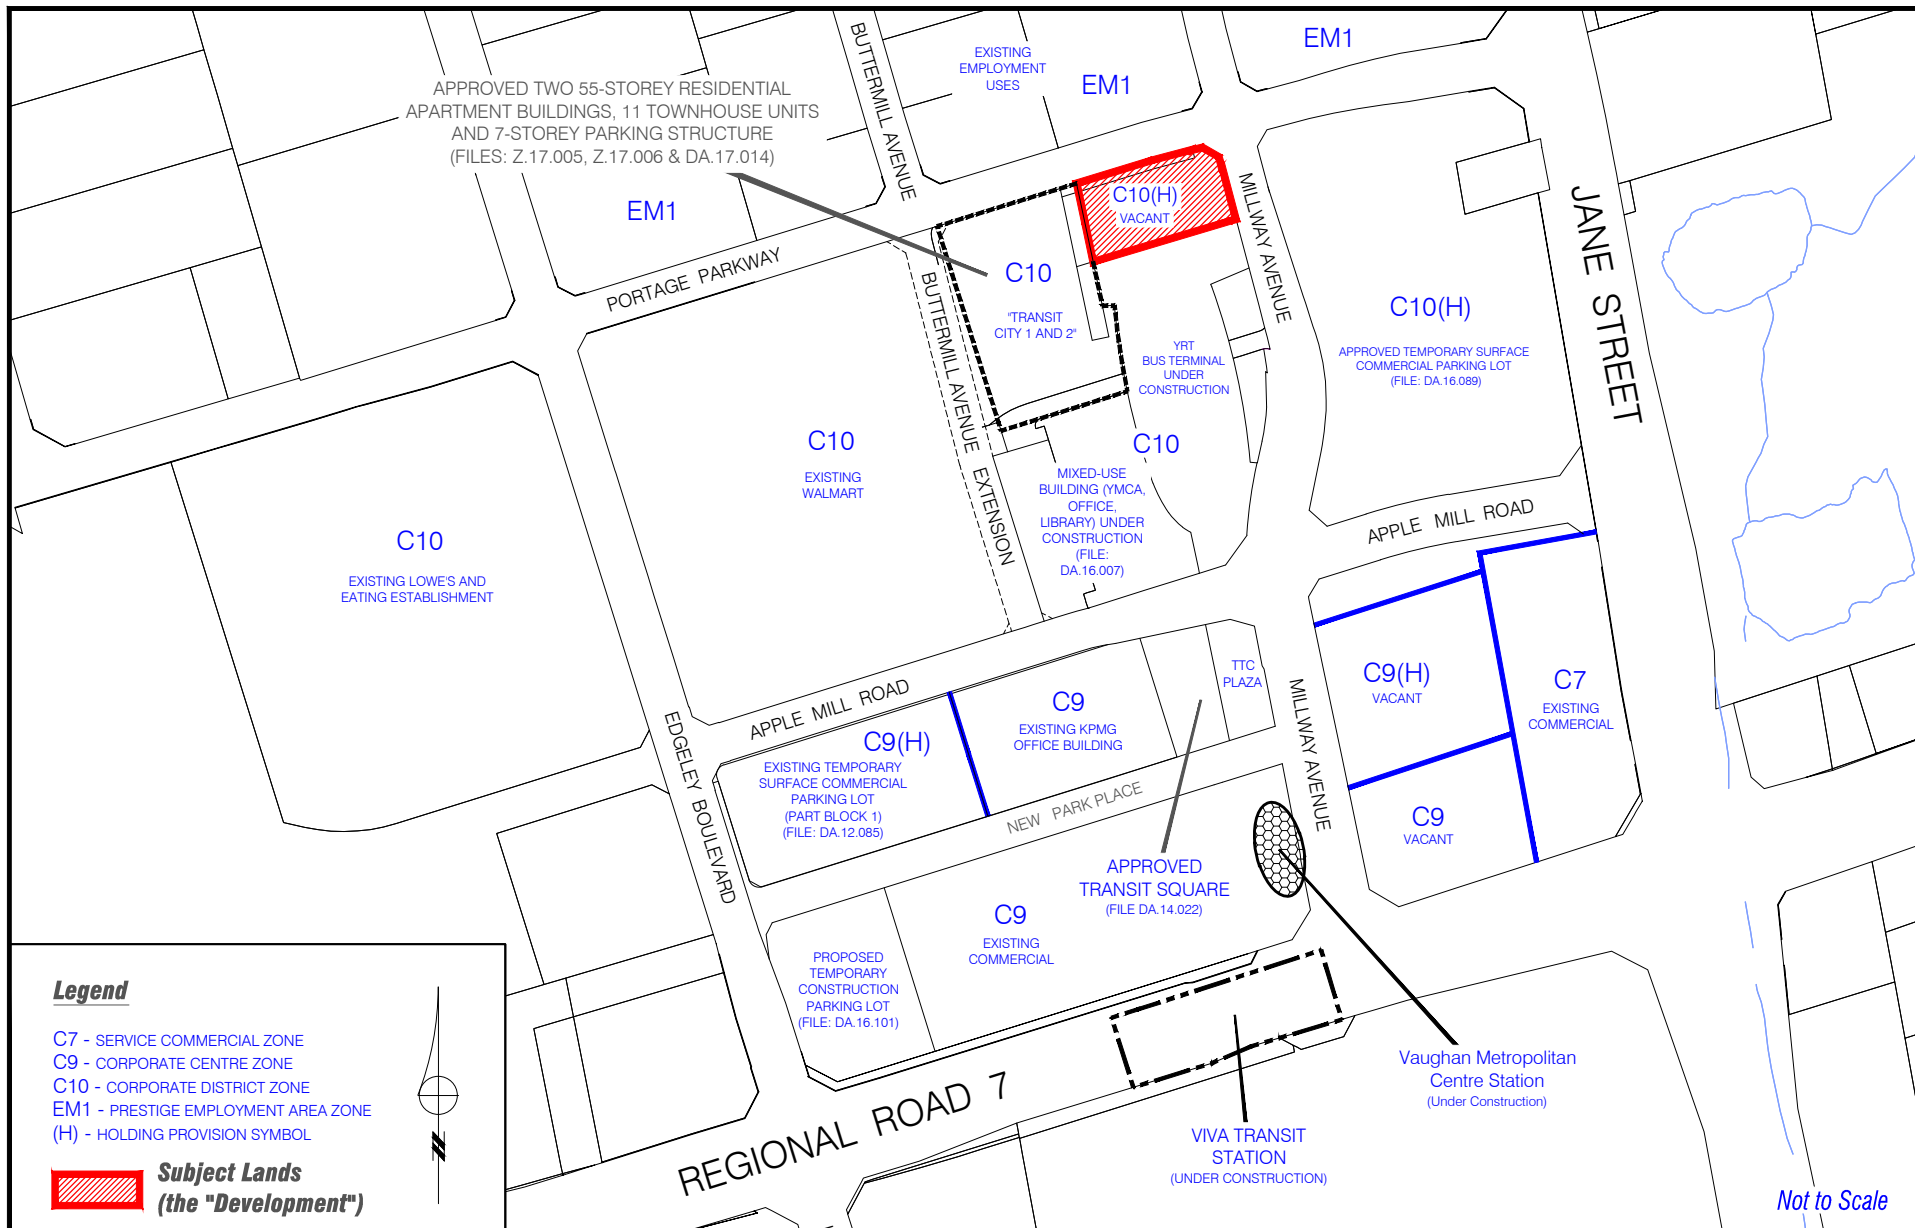 APPROVED TWO 55-STOREY RESIDENTIAL
APARTMENT BUILDINGS, 11 TOWNHOUSE UNITS
AND 7-STOREY PARKING STRUCTURE
(FILES: Z.17.005, Z.17.006 & DA.17.014)
BUTTERMILL AVENUE
EXISTING
EMPLOYMENT
USES
EM1
EM1
EM1
C10(H)
VACANT
MILLWAY AVENUE
JANE STREET
PORTAGE PARKWAY
BUTTERMILL AVENUE EXTENSION
C10
"TRANSIT
CITY 1 AND 2"
YRT
BUS TERMINAL
UNDER
CONSTRUCTION
C10(H)
APPROVED TEMPORARY SURFACE
COMMERCIAL PARKING LOT
(FILE: DA.16.089)
C10
EXISTING
WALMART
C10
MIXED-USE
BUILDING (YMCA,
OFFICE,
LIBRARY) UNDER
CONSTRUCTION
(FILE:
DA.16.007)
C10
EXISTING LOWE'S AND
EATING ESTABLISHMENT
APPLE MILL ROAD
APPLE MILL ROAD
EDGELEY BOULEVARD
C9(H)
EXISTING TEMPORARY
SURFACE COMMERCIAL
PARKING LOT
(PART BLOCK 1)
(FILE: DA.12.085)
C9
EXISTING KPMG
OFFICE BUILDING
TTC
PLAZA
MILLWAY AVENUE
C9(H)
VACANT
C7
EXISTING
COMMERCIAL
C9
VACANT
NEW PARK PLACE
APPROVED
TRANSIT SQUARE
(FILE DA.14.022)
C9
EXISTING
COMMERCIAL
PROPOSED
TEMPORARY
CONSTRUCTION
PARKING LOT
(FILE: DA.16.101)
REGIONAL ROAD 7
VIVA TRANSIT
STATION
(UNDER CONSTRUCTION)
Vaughan Metropolitan
Centre Station
(Under Construction)
Legend
C7 - SERVICE COMMERCIAL ZONE
C9 - CORPORATE CENTRE ZONE
C10 - CORPORATE DISTRICT ZONE
EM1 - PRESTIGE EMPLOYMENT AREA ZONE
(H) - HOLDING PROVISION SYMBOL
Subject Lands
(the "Development")
N
Not to Scale